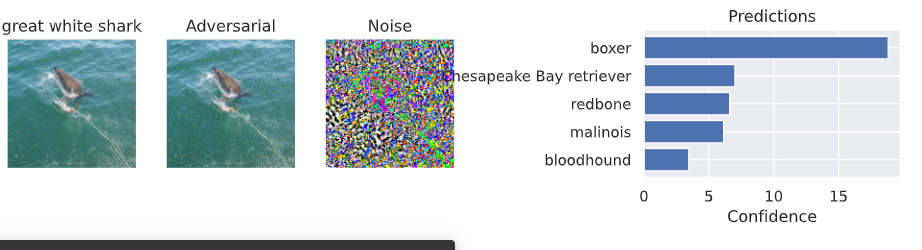 great white shark
Adversarial
Noise
Predictions
boxer
Chesapeake Bay retriever
redbone
malinois
bloodhound
0 5 10 15
Confidence